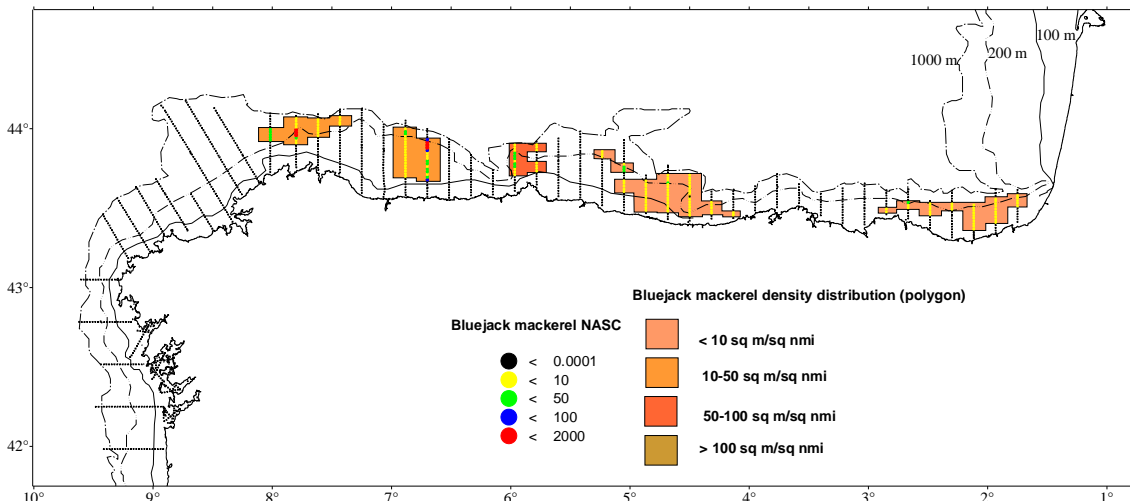 1000 m
200 m
100 m
44°
43°
42°
Bluejack mackerel density distribution (polygon)
Bluejack mackerel NASC
< 0.0001
< 10
< 50
< 100
< 2000
< 10 sq m/sq nmi
10-50 sq m/sq nmi
50-100 sq m/sq nmi
> 100 sq m/sq nmi
10° 9° 8° 7° 6° 5° 4° 3° 2° 1°